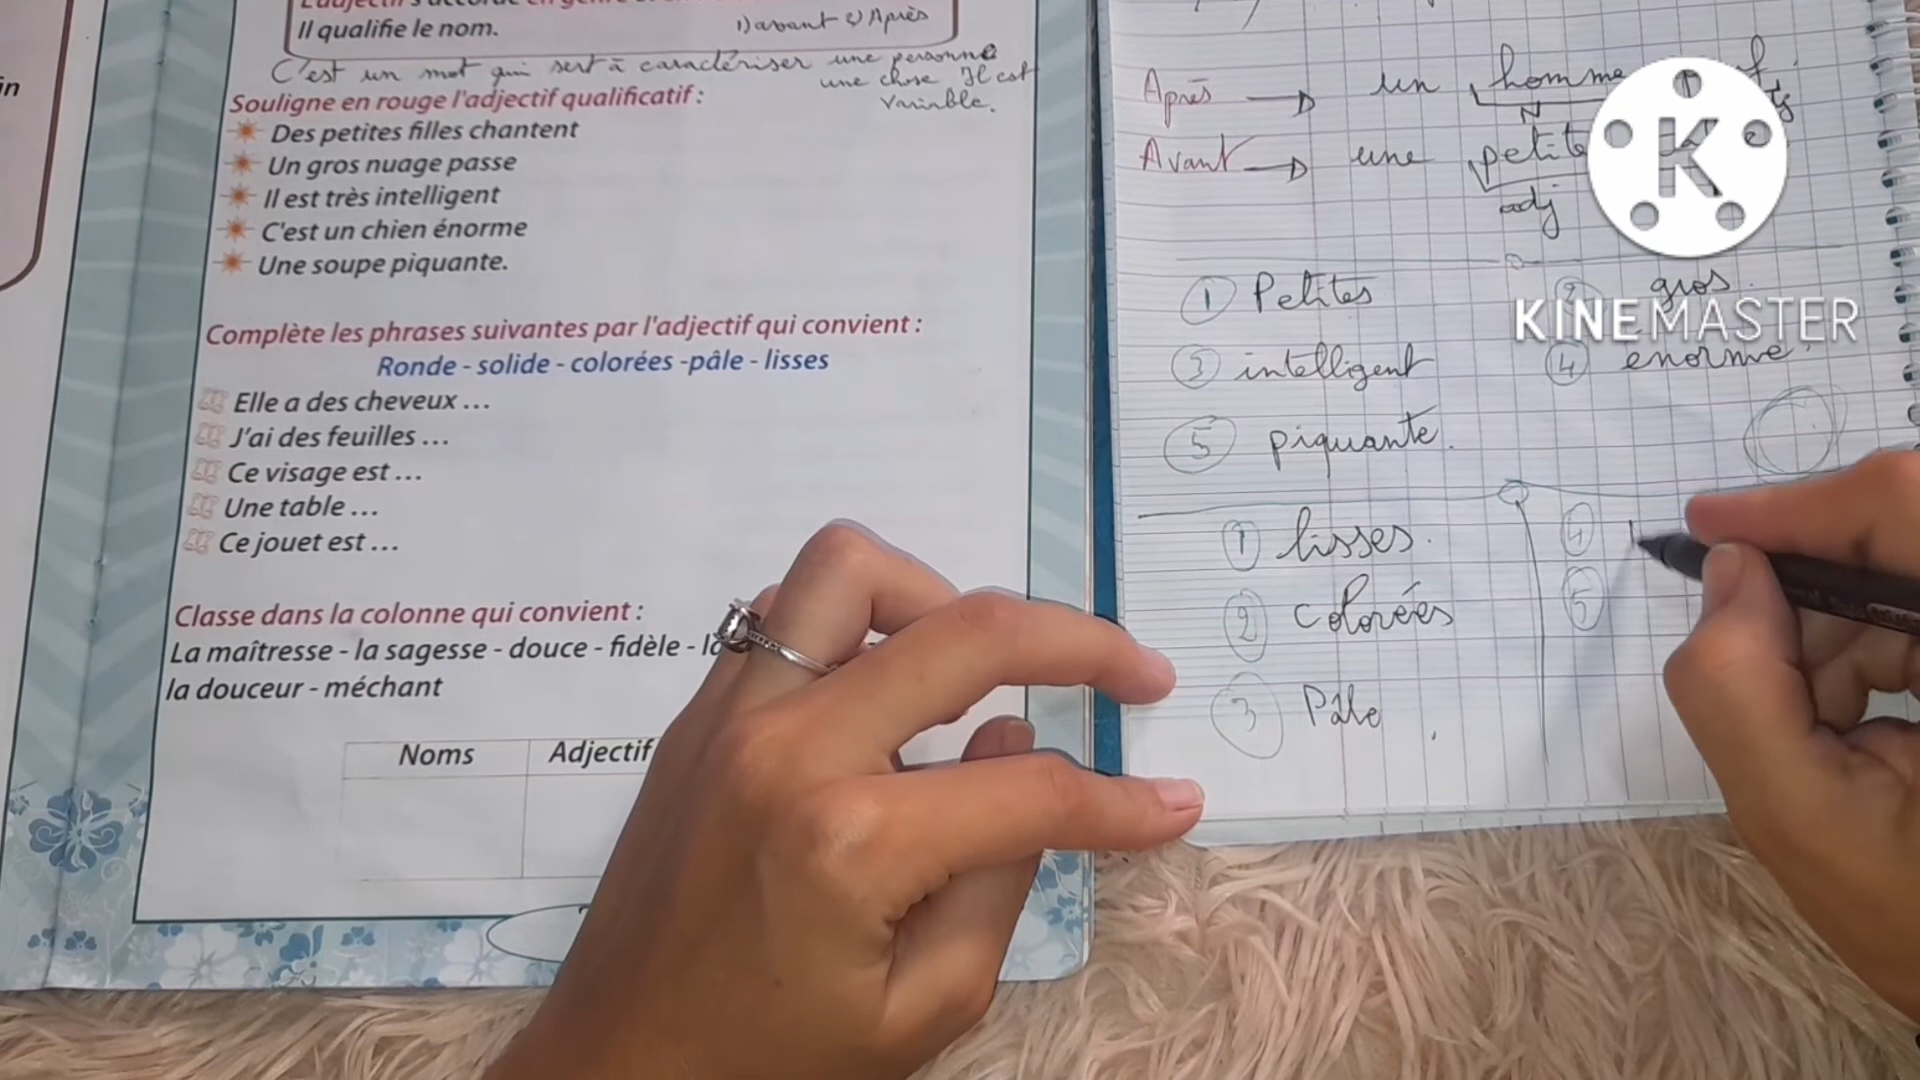 Il qualifie le nom.
1) avant 2) Après
C'est un mot qui sert à caractériser une personne
une chose Il est
variable.
Souligne en rouge l'adjectif qualificatif :
Des petites filles chantent
Un gros nuage passe
Il est très intelligent
C'est un chien énorme
Une soupe piquante.
Complète les phrases suivantes par l'adjectif qui convient :
Ronde - solide - colorées -pâle - lisses
Elle a des cheveux ...
J'ai des feuilles ...
Ce visage est ...
Une table ...
Ce jouet est ...
Classe dans la colonne qui convient :
La maîtresse - la sagesse - douce - fidèle -
la douceur - méchant
Noms Adjectif
Après un homme
N
Avant une petite
adj
1 Petites 2 gros.
3 intelligent 4 enorme.
5 piquante.
1 lisses. 4
2 Colorées 5
3 Pâle
K
KINEMASTER